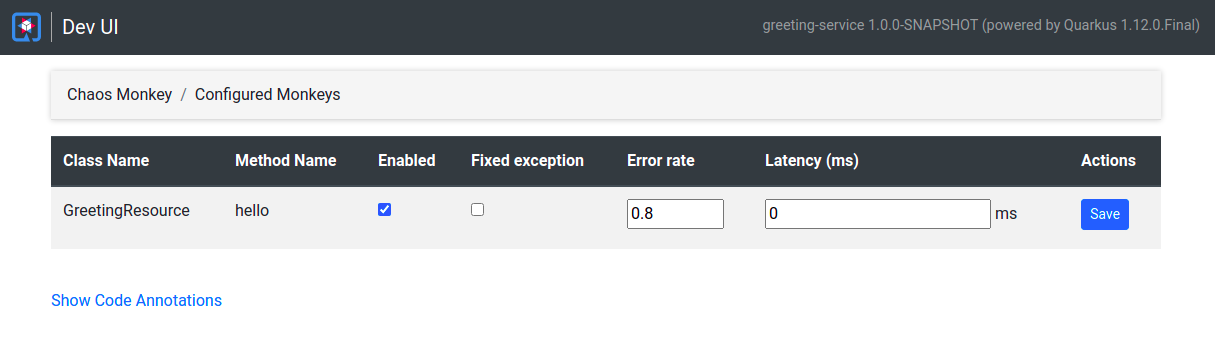 Dev UI
greeting-service 1.0.0-SNAPSHOT (powered by Quarkus 1.12.0.Final)
Chaos Monkey / Configured Monkeys
Class Name Method Name Enabled Fixed exception Error rate Latency (ms) Actions
GreetingResource hello 0.8 0 ms Save
Show Code Annotations